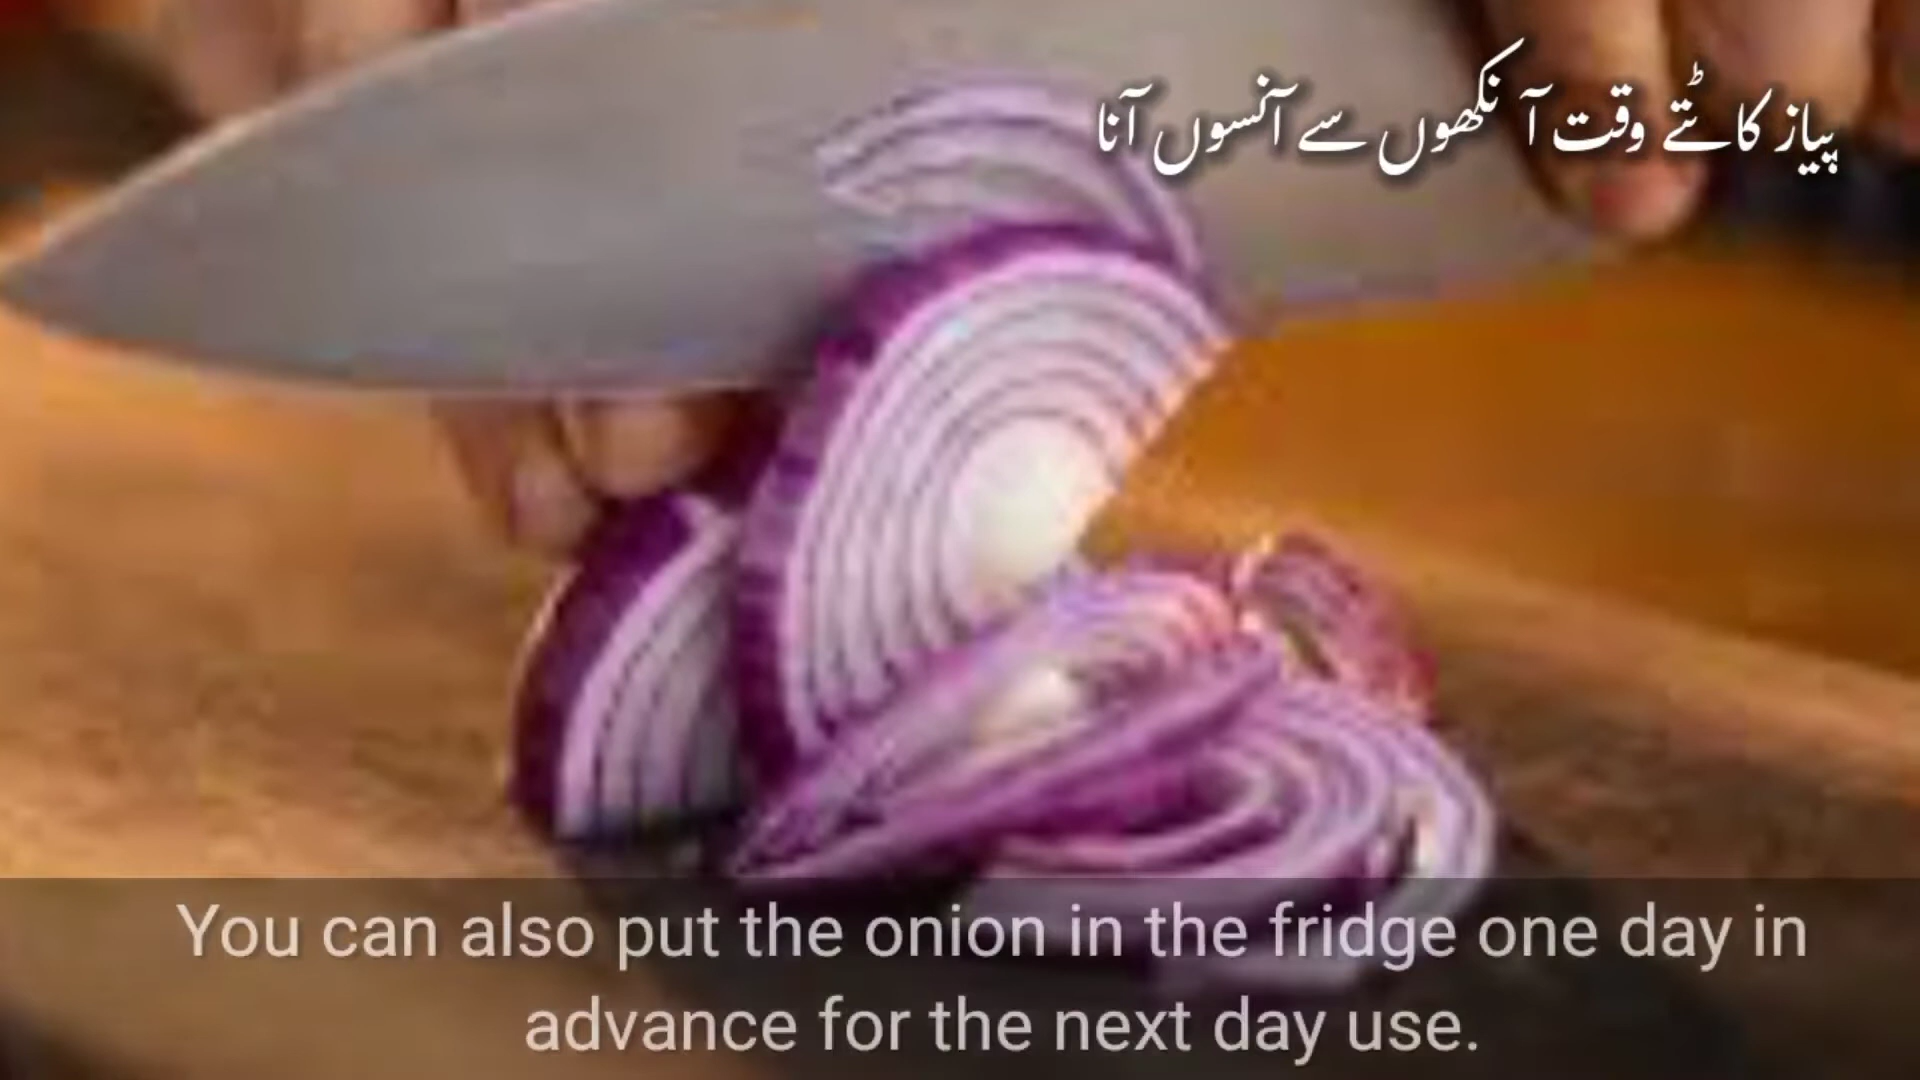 پیاز کاٹتے وقت آنکھوں سے آنسوں آنا
You can also put the onion in the fridge one day in
advance for the next day use.